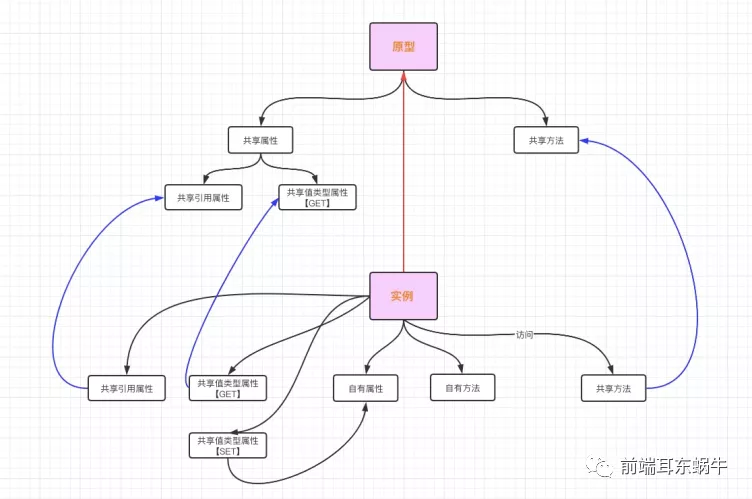 原型
共享属性
共享方法
共享引用属性
共享值类型属性
【GET】
实例
访问
共享引用属性
共享值类型属性
【GET】
自有属性
自有方法
共享方法
共享值类型属性
【SET】
前端耳东蜗牛